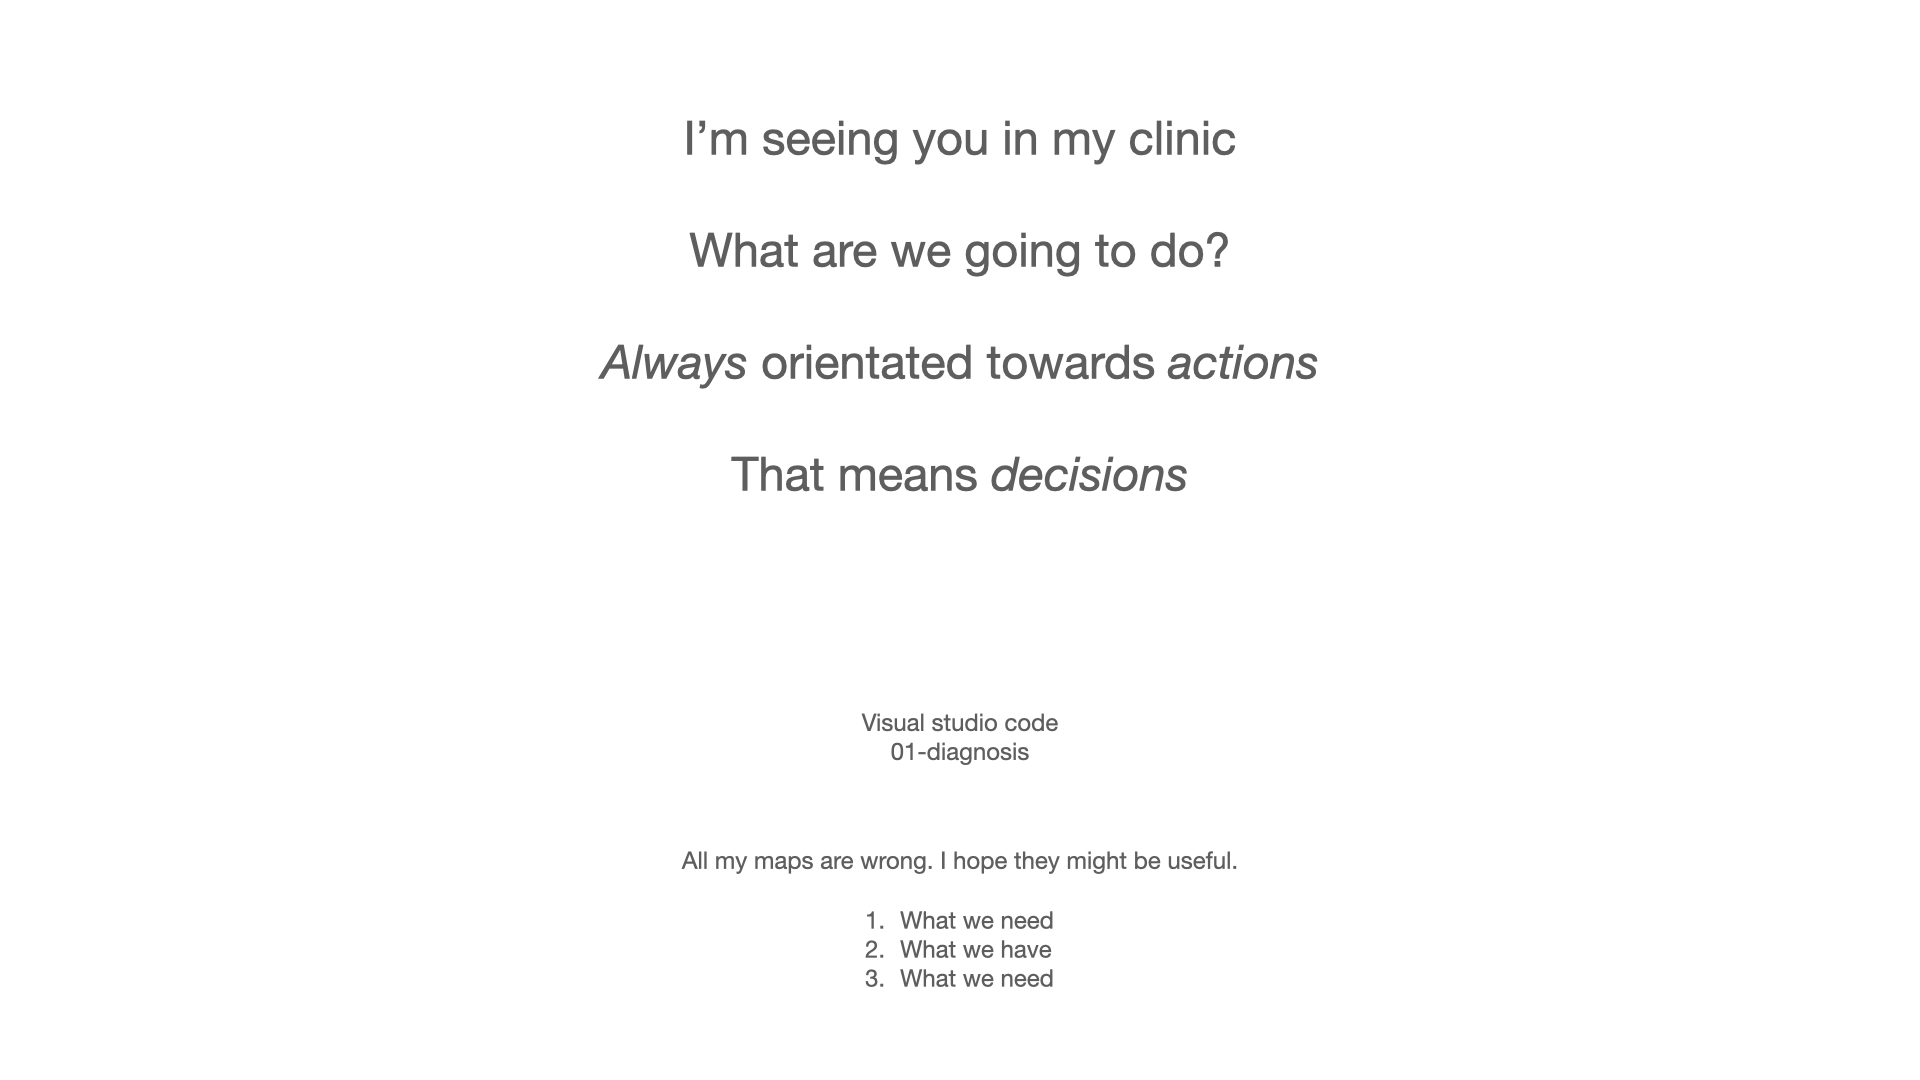 I’m seeing you in my clinic
What are we going to do?
Always orientated towards actions
That means decisions
Visual studio code
01-diagnosis
All my maps are wrong. I hope they might be useful.
1. What we need
2. What we have
3. What we need